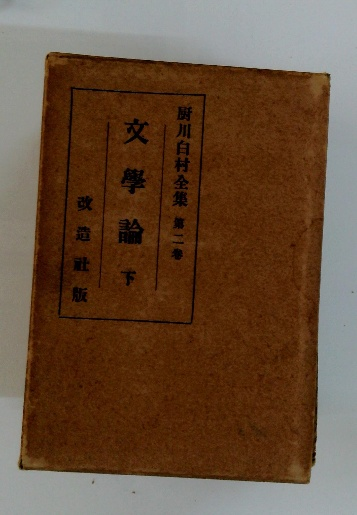 厨川白村全集 第二巻
文學論 下
改造社版